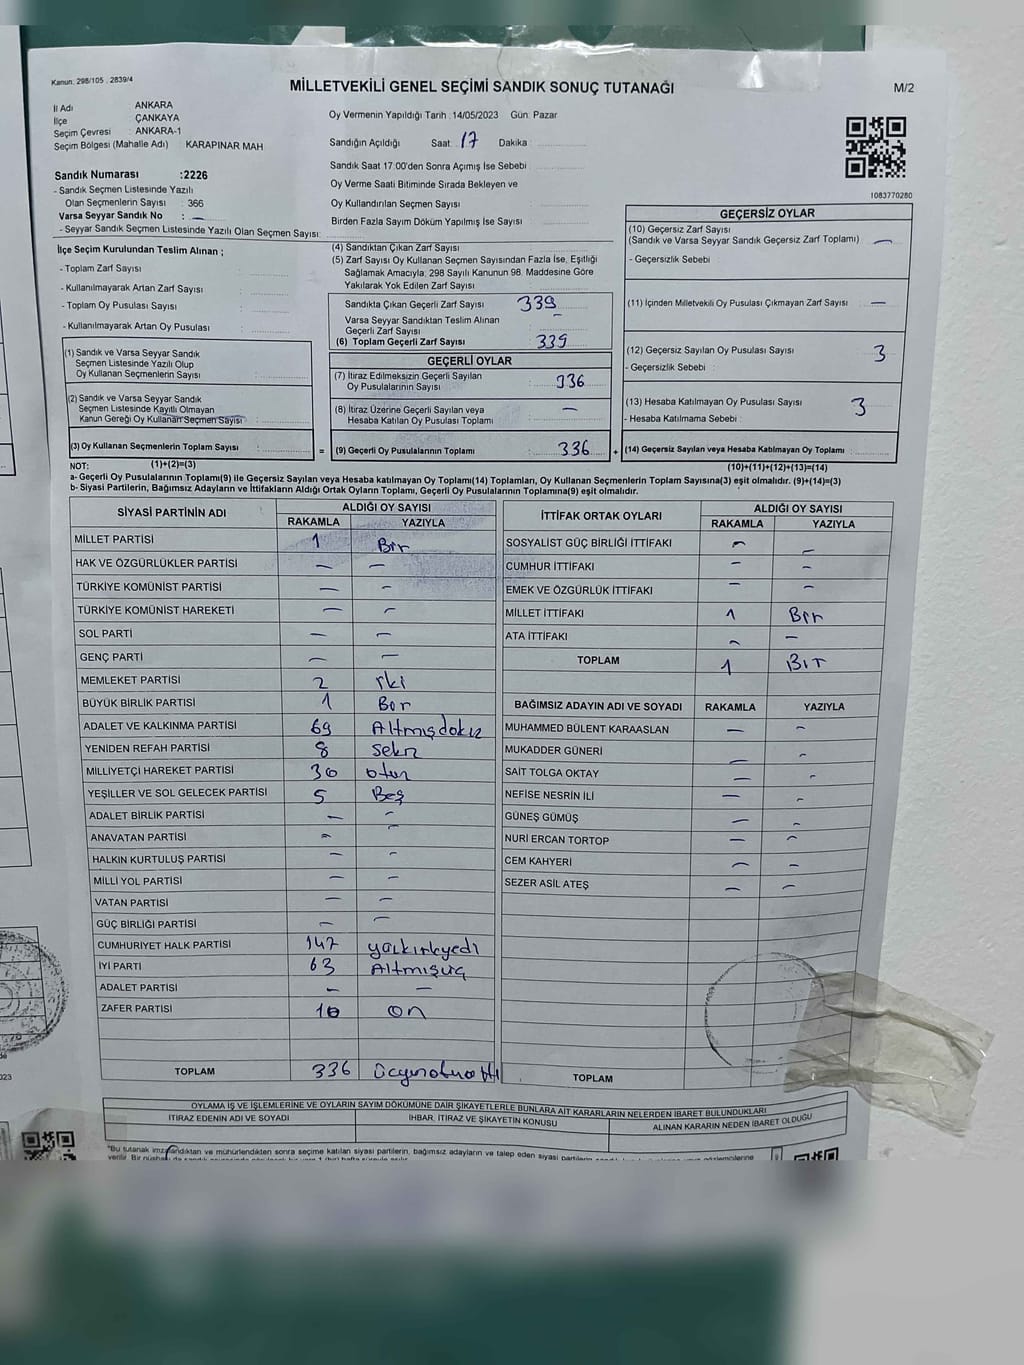 Kanun: 298/105 , 2839/4
MİLLETVEKİLİ GENEL SEÇİMİ SANDIK SONUÇ TUTANAĞI
M/2
İl Adı ANKARA
İlçe ÇANKAYA
Seçim Çevresi : ANKARA-1
Seçim Bölgesi (Mahalle Adı) KARAPINAR MAH
Sandık Numarası :2226
- Sandık Seçmen Listesinde Yazılı
Olan Seçmenlerin Sayısı : 366
Varsa Seyyar Sandık No : –
- Seyyar Sandık Seçmen Listesinde Yazılı Olan Seçmen Sayısı:
Oy Vermenin Yapıldığı Tarih :14/05/2023 Gün: Pazar
Sandığın Açıldığı Saat 17 Dakika
Sandık Saat 17:00'den Sonra Açımış İse Sebebi
Oy Verme Saati Bitiminde Sırada Bekleyen ve
Oy Kullandırılan Seçmen Sayısı
Birden Fazla Sayım Döküm Yapılmış İse Sayısı
1083770280
İlçe Seçim Kurulundan Teslim Alınan ;
- Toplam Zarf Sayısı
- Kullanılmayarak Artan Zarf Sayısı
- Toplam Oy Pusulası Sayısı
- Kullanılmayarak Artan Oy Pusulası
(1) Sandık ve Varsa Seyyar Sandık
Seçmen Listesinde Yazılı Olup
Oy Kullanan Seçmenlerin Sayısı
(2) Sandık ve Varsa Seyyar Sandık
Seçmen Listesinde Kayıtlı Olmayan
Kanun Gereği Oy Kullanan Seçmen Sayısı
(3) Oy Kullanan Seçmenlerin Toplam Sayısı
(4) Sandıktan Çıkan Zarf Sayısı
(5) Zarf Sayısı Oy Kullanan Seçmen Sayısından Fazla İse, Eşitliği
Sağlamak Amacıyla, 298 Sayılı Kanunun 98. Maddesine Göre
Yakılarak Yok Edilen Zarf Sayısı
Sandıkta Çıkan Geçerli Zarf Sayısı 339
Varsa Seyyar Sandıktan Teslim Alınan
Geçerli Zarf Sayısı –
(6) Toplam Geçerli Zarf Sayısı 339
GEÇERLİ OYLAR
(7) İtiraz Edilmeksizin Geçerli Sayılan
Oy Pusulalarının Sayısı 336
(8) İtiraz Üzerine Geçerli Sayılan veya
Hesaba Katılan Oy Pusulası Toplamı –
= (9) Geçerli Oy Pusulalarının Toplamı 336 +
GEÇERSİZ OYLAR
(10) Geçersiz Zarf Sayısı
(Sandık ve Varsa Seyyar Sandık Geçersiz Zarf Toplamı) –
- Geçersizlik Sebebi :
(11) İçinden Milletvekili Oy Pusulası Çıkmayan Zarf Sayısı –
(12) Geçersiz Sayılan Oy Pusulası Sayısı 3
- Geçersizlik Sebebi :
(13) Hesaba Katılmayan Oy Pusulası Sayısı 3
- Hesaba Katılmama Sebebi :
(14) Geçersiz Sayılan veya Hesaba Katılmayan Oy Toplamı
NOT: (1)+(2)=(3) (10)+(11)+(12)+(13)=(14)
a- Geçerli Oy Pusulalarının Toplamı(9) ile Geçersiz Sayılan veya Hesaba Katılmayan Oy Toplamı(14) Toplamları, Oy Kullanan Seçmenlerin Toplam Sayısına(3) eşit olmalıdır. (9)+(14)=(3)
b- Siyasi Partilerin, Bağımsız Adayların ve İttifakların Aldığı Ortak Oyların Toplamı, Geçerli Oy Pusulalarının Toplamına(9) eşit olmalıdır.
SİYASİ PARTİNİN ADI ALDIĞI OY SAYISI
RAKAMLA YAZIYLA
MİLLET PARTİSİ 1 Bir
HAK VE ÖZGÜRLÜKLER PARTİSİ – –
TÜRKİYE KOMÜNİST PARTİSİ – –
TÜRKİYE KOMÜNİST HAREKETİ – –
SOL PARTİ – –
GENÇ PARTİ – –
MEMLEKET PARTİSİ 2 iki
BÜYÜK BİRLİK PARTİSİ 1 Bir
ADALET VE KALKINMA PARTİSİ 69 Altmışdokuz
YENİDEN REFAH PARTİSİ 8 sekiz
MİLLİYETÇİ HAREKET PARTİSİ 30 otuz
YEŞİLLER VE SOL GELECEK PARTİSİ 5 Beş
ADALET BİRLİK PARTİSİ – –
ANAVATAN PARTİSİ – –
HALKIN KURTULUŞ PARTİSİ – –
MİLLİ YOL PARTİSİ – –
VATAN PARTİSİ – –
GÜÇ BİRLİĞİ PARTİSİ – –
CUMHURİYET HALK PARTİSİ 147 yüzkırkyedi
İYİ PARTİ 63 Altmışüç
ADALET PARTİSİ – –
ZAFER PARTİSİ 10 on
TOPLAM 336 üçyüzotuzaltı
İTTİFAK ORTAK OYLARI ALDIĞI OY SAYISI
RAKAMLA YAZIYLA
SOSYALİST GÜÇ BİRLİĞİ İTTİFAKI – –
CUMHUR İTTİFAKI – –
EMEK VE ÖZGÜRLÜK İTTİFAKI – –
MİLLET İTTİFAKI 1 Bir
ATA İTTİFAKI – –
TOPLAM 1 Bir
BAĞIMSIZ ADAYIN ADI VE SOYADI RAKAMLA YAZIYLA
MUHAMMED BÜLENT KARAASLAN – –
MUKADDER GÜNERİ – –
SAİT TOLGA OKTAY – –
NEFİSE NESRİN İLİ – –
GÜNEŞ GÜMÜŞ – –
NURİ ERCAN TORTOP – –
CEM KAHYERİ – –
SEZER ASİL ATEŞ – –
TOPLAM
OYLAMA İŞ VE İŞLEMLERİNE VE OYLARIN SAYIM DÖKÜMÜNE DAİR ŞİKAYETLERLE BUNLARA AİT KARARLARIN NELERDEN İBARET BULUNDUKLARI
İTİRAZ EDENİN ADI VE SOYADI İHBAR, İTİRAZ VE ŞİKAYETİN KONUSU ALINAN KARARIN NEDEN İBARET OLDUĞU
"Bu tutanak imzalandıktan ve mühürlendikten sonra seçime katılan siyasi partilerin, bağımsız adayların ve talep eden siyasi
023